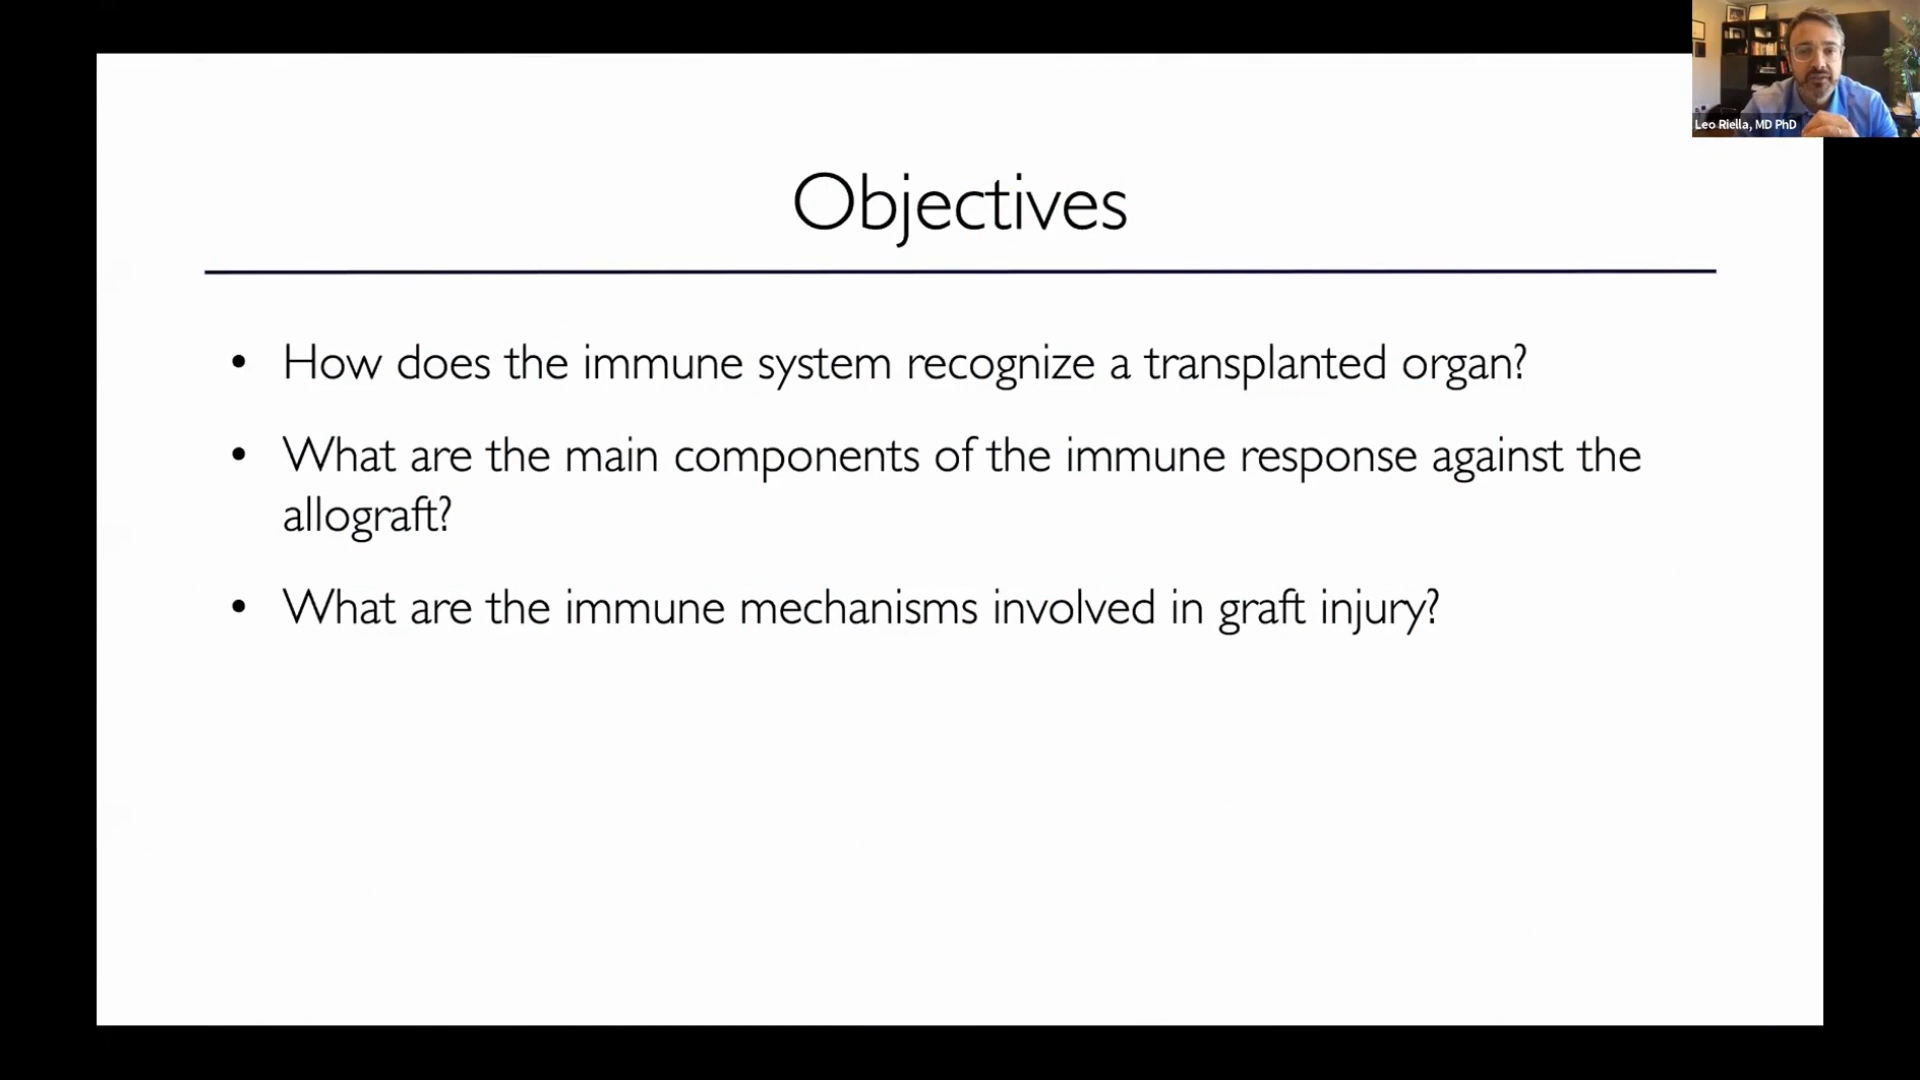 Leo Riella, MD PhD
Objectives
• How does the immune system recognize a transplanted organ?
• What are the main components of the immune response against the
allograft?
• What are the immune mechanisms involved in graft injury?